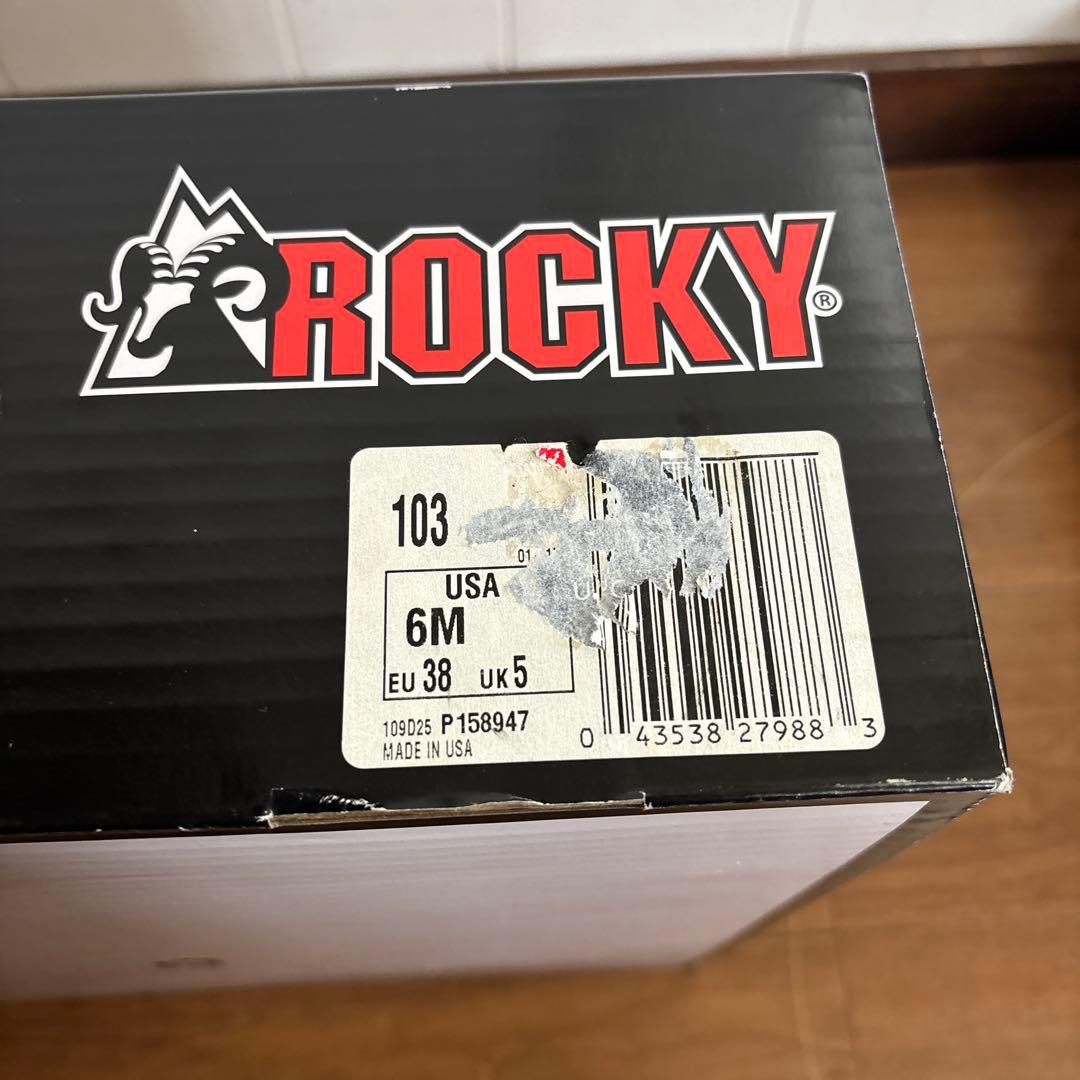 ROCKY®
103
USA
6M
EU 38 UK 5
109D25 P158947
MADE IN USA
0 43538 27988 3